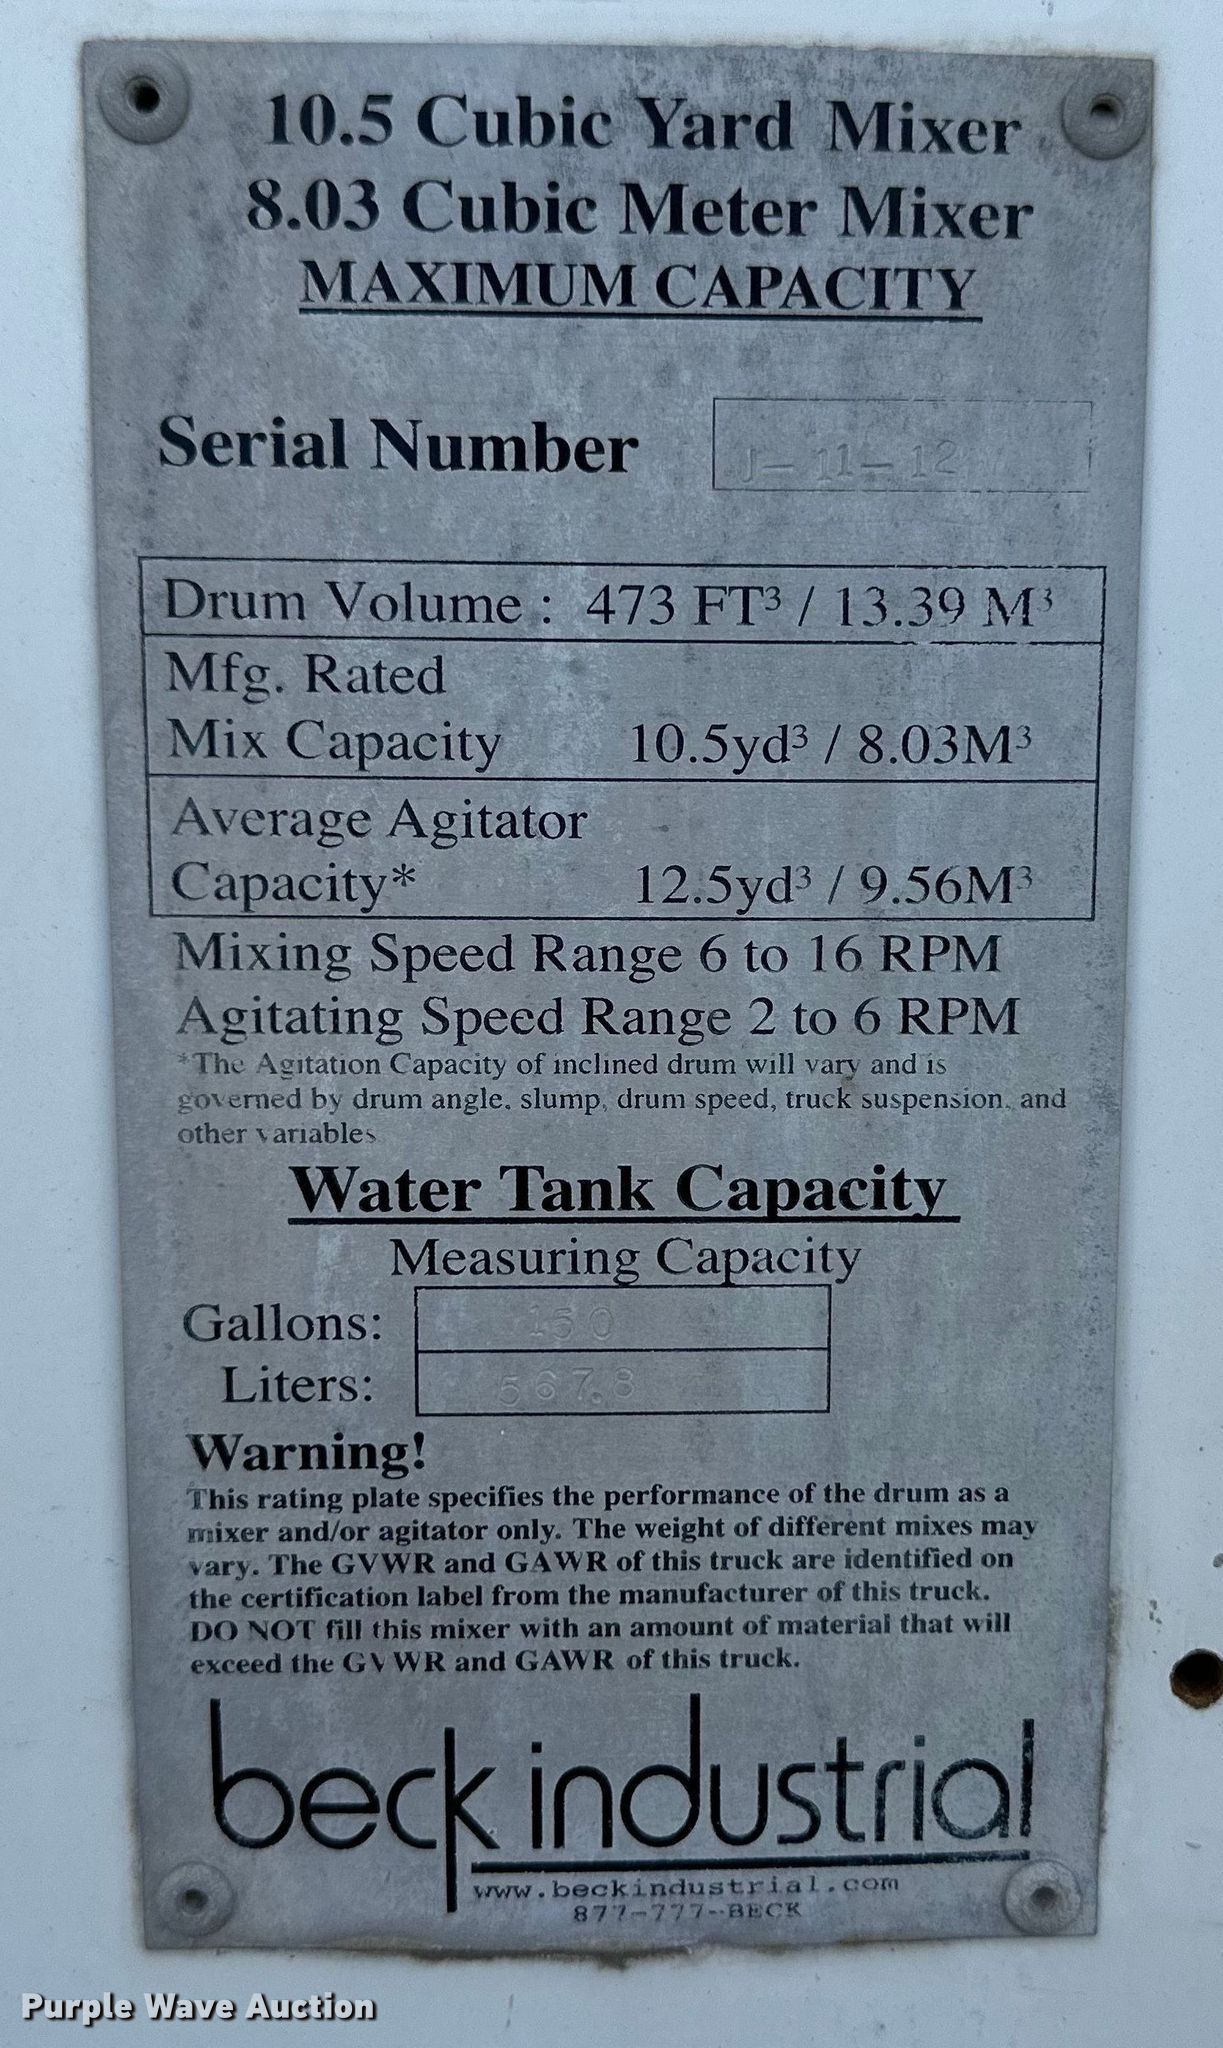 10.5 Cubic Yard Mixer
8.03 Cubic Meter Mixer
MAXIMUM CAPACITY
Serial Number J-11-12
Drum Volume : 473 FT³ / 13.39 M³
Mfg. Rated
Mix Capacity 10.5yd³ / 8.03M³
Average Agitator
Capacity* 12.5yd³ / 9.56M³
Mixing Speed Range 6 to 16 RPM
Agitating Speed Range 2 to 6 RPM
*The Agitation Capacity of inclined drum will vary and is
governed by drum angle, slump, drum speed, truck suspension, and
other variables
Water Tank Capacity
Measuring Capacity
Gallons: 150
Liters: 567.8
Warning!
This rating plate specifies the performance of the drum as a
mixer and/or agitator only. The weight of different mixes may
vary. The GVWR and GAWR of this truck are identified on
the certification label from the manufacturer of this truck.
DO NOT fill this mixer with an amount of material that will
exceed the GVWR and GAWR of this truck.
beck industrial
www.beckindustrial.com
877-777-BECK
Purple Wave Auction